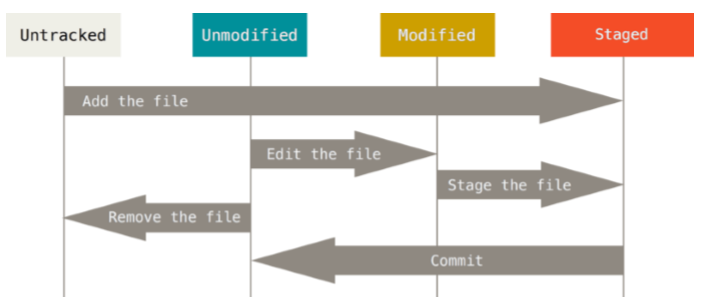 Untracked
Unmodified
Modified
Staged
Add the file
Edit the file
Stage the file
Remove the file
Commit